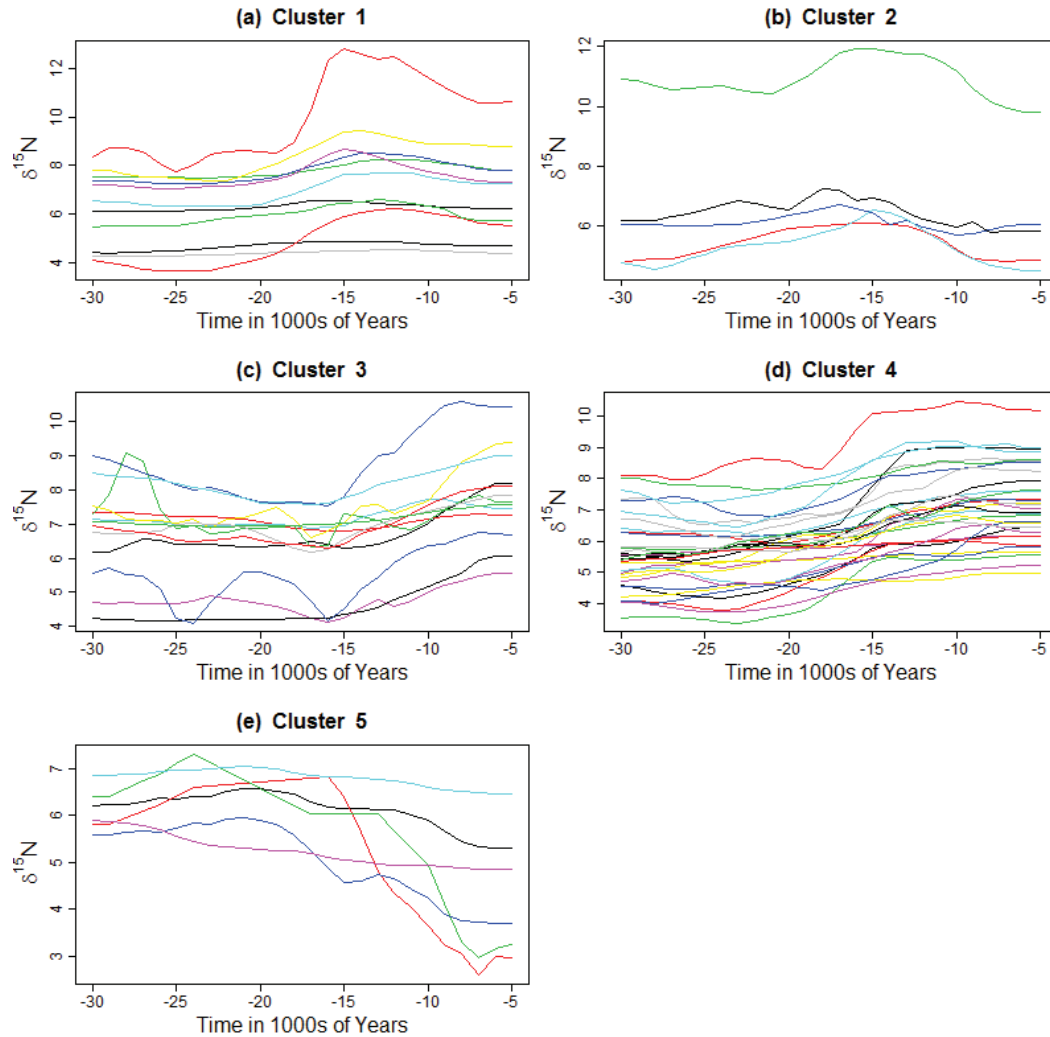 (a) Cluster 1
δ15N
4 6 8 10 12
-30 -25 -20 -15 -10 -5
Time in 1000s of Years
(b) Cluster 2
δ15N
6 8 10 12
-30 -25 -20 -15 -10 -5
Time in 1000s of Years
(c) Cluster 3
δ15N
4 5 6 7 8 9 10
-30 -25 -20 -15 -10 -5
Time in 1000s of Years
(d) Cluster 4
δ15N
4 5 6 7 8 9 10
-30 -25 -20 -15 -10 -5
Time in 1000s of Years
(e) Cluster 5
δ15N
3 4 5 6 7
-30 -25 -20 -15 -10 -5
Time in 1000s of Years